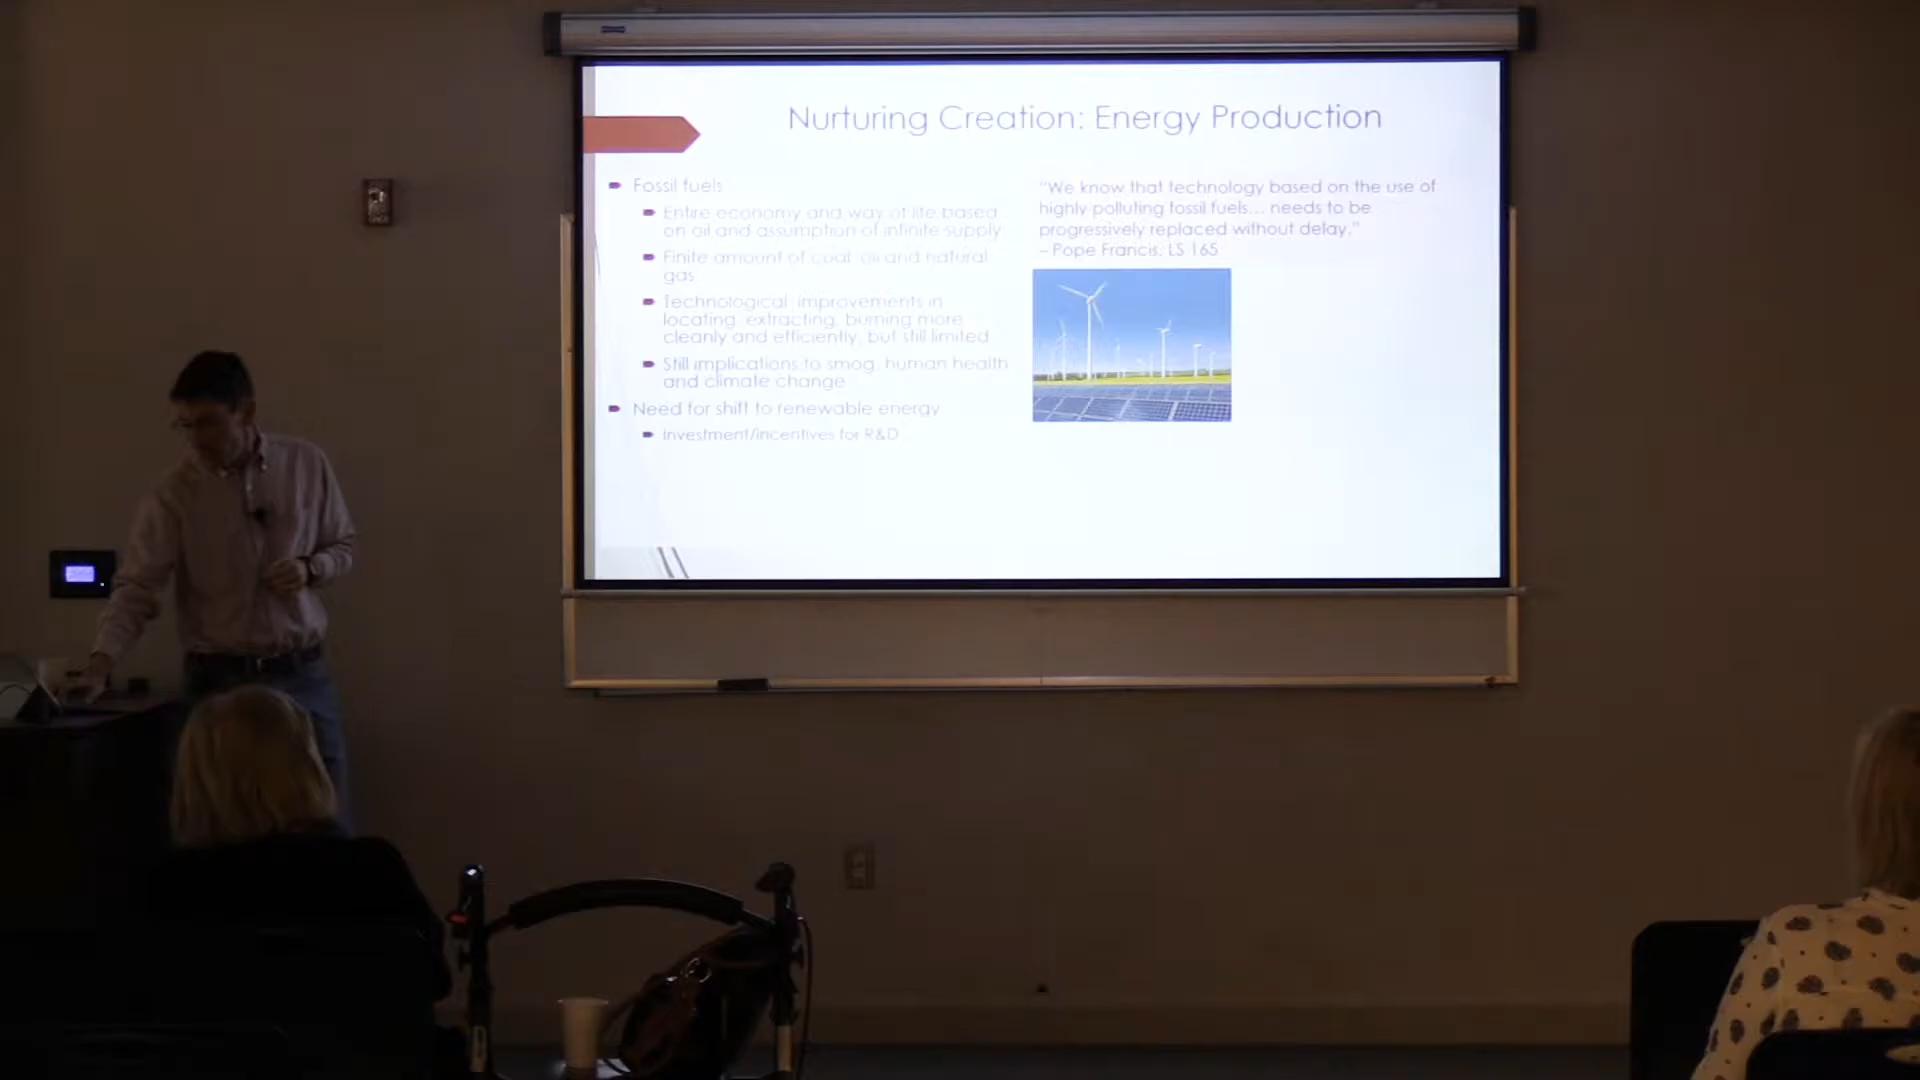 Nurturing Creation: Energy Production
Fossil fuels
Entire economy and way of life based
on oil and assumption of infinite supply
Finite amount of coal, oil and natural
gas
Technological improvements in
locating, extracting, burning more
cleanly and efficiently, but still limited
Still implications to smog, human health
and climate change
Need for shift to renewable energy
Investment/incentives for R&D
"We know that technology based on the use of
highly polluting fossil fuels... needs to be
progressively replaced without delay."
– Pope Francis, LS 165